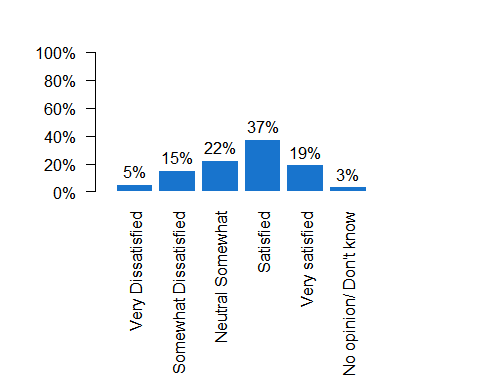 100%
80%
60%
40%
20%
0%
5%
15%
22%
37%
19%
3%
Very Dissatisfied
Somewhat Dissatisfied
Neutral Somewhat
Satisfied
Very satisfied
No opinion/ Don't know